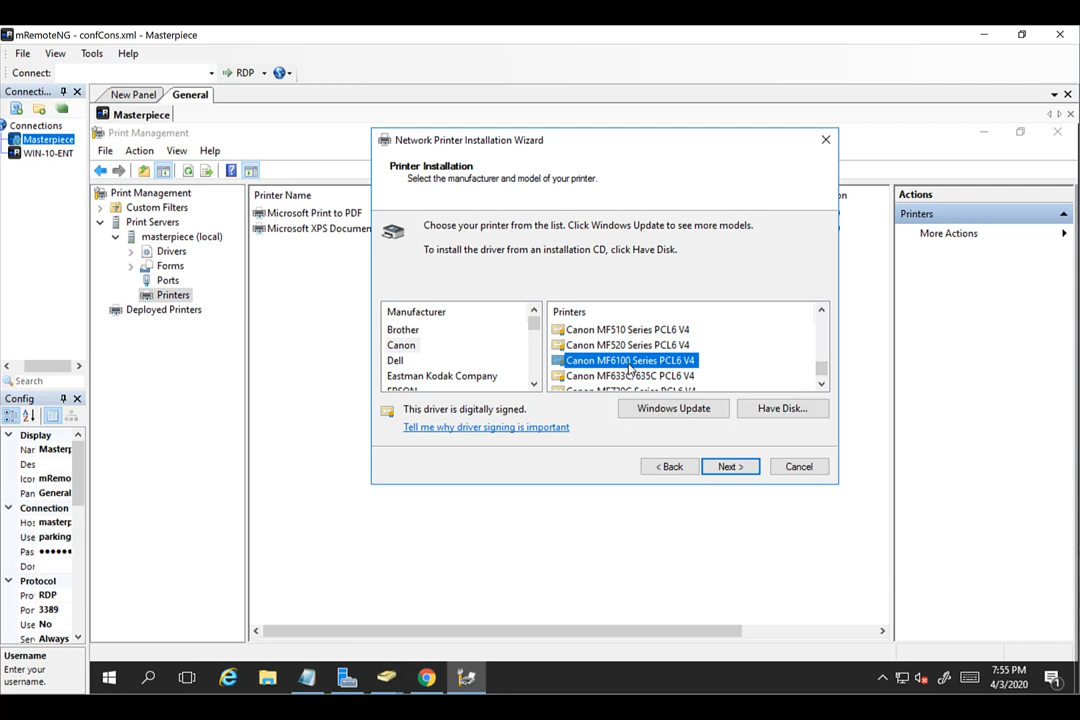 mRemoteNG - confCons.xml - Masterpiece
File View Tools Help
Connect: RDP
Connecti...
New Panel General
Masterpiece
Connections
Masterpiece
WIN-10-ENT
Print Management
File Action View Help
Print Management
Custom Filters
Print Servers
masterpiece (local)
Drivers
Forms
Ports
Printers
Deployed Printers
Printer Name
Microsoft Print to PDF
Microsoft XPS Documen
Network Printer Installation Wizard
Printer Installation
Select the manufacturer and model of your printer.
Choose your printer from the list. Click Windows Update to see more models.
To install the driver from an installation CD, click Have Disk.
Manufacturer
Brother
Canon
Dell
Eastman Kodak Company
EPSON
Printers
Canon MF510 Series PCL6 V4
Canon MF520 Series PCL6 V4
Canon MF6100 Series PCL6 V4
Canon MF633C/635C PCL6 V4
Canon MF720C Series PCL6 V4
This driver is digitally signed.
Tell me why driver signing is important
Windows Update Have Disk...
< Back Next > Cancel
Actions
Printers
More Actions
Search
Config
Display
Nar Masterp
Des
Icor mRemo
Pan General
Connection
Hos masterp
Use parking
Pas ●●●●●●
Dor
Protocol
Pro RDP
Por 3389
Use No
Ser Always
Username
Enter your
username.
7:55 PM
4/3/2020
1